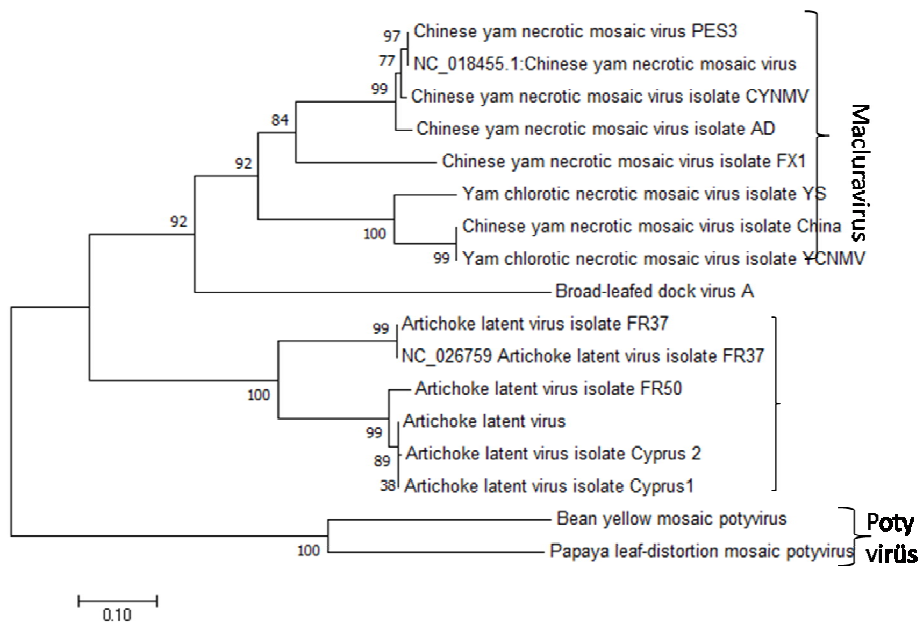 97
Chinese yam necrotic mosaic virus PES3
77
NC_018455.1:Chinese yam necrotic mosaic virus
99
Chinese yam necrotic mosaic virus isolate CYNMV
84
Chinese yam necrotic mosaic virus isolate AD
92
Chinese yam necrotic mosaic virus isolate FX1
Yam chlorotic necrotic mosaic virus isolate YS
92
100
Chinese yam necrotic mosaic virus isolate China
99
Yam chlorotic necrotic mosaic virus isolate YCNMV
Macluravirus
Broad-leafed dock virus A
99
Artichoke latent virus isolate FR37
NC_026759 Artichoke latent virus isolate FR37
100
Artichoke latent virus isolate FR50
99
Artichoke latent virus
89
Artichoke latent virus isolate Cyprus 2
38
Artichoke latent virus isolate Cyprus1
Bean yellow mosaic potyvirus
100
Papaya leaf-distortion mosaic potyvirus
Poty
virüs
0.10